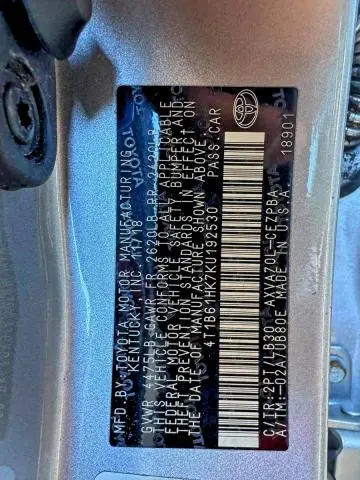 MFD.BY:TOYOTA MOTOR MANUFACTURING
KENTUCKY, INC. 11/18
GVWR 4475LB GAWR FR 2620LB RR 2420LB
THIS VEHICLE CONFORMS TO ALL APPLICABLE
FEDERAL MOTOR VEHICLE SAFETY, BUMPER, AND
THEFT PREVENTION STANDARDS IN EFFECT ON
THE DATE OF MANUFACTURE SHOWN ABOVE.
4T1B61HK7KU192530 PASS.CAR
C/TR:2PT/LB30
A/TM:-02A/UB80E MADE IN U.S.A. 18901
TOYOTA